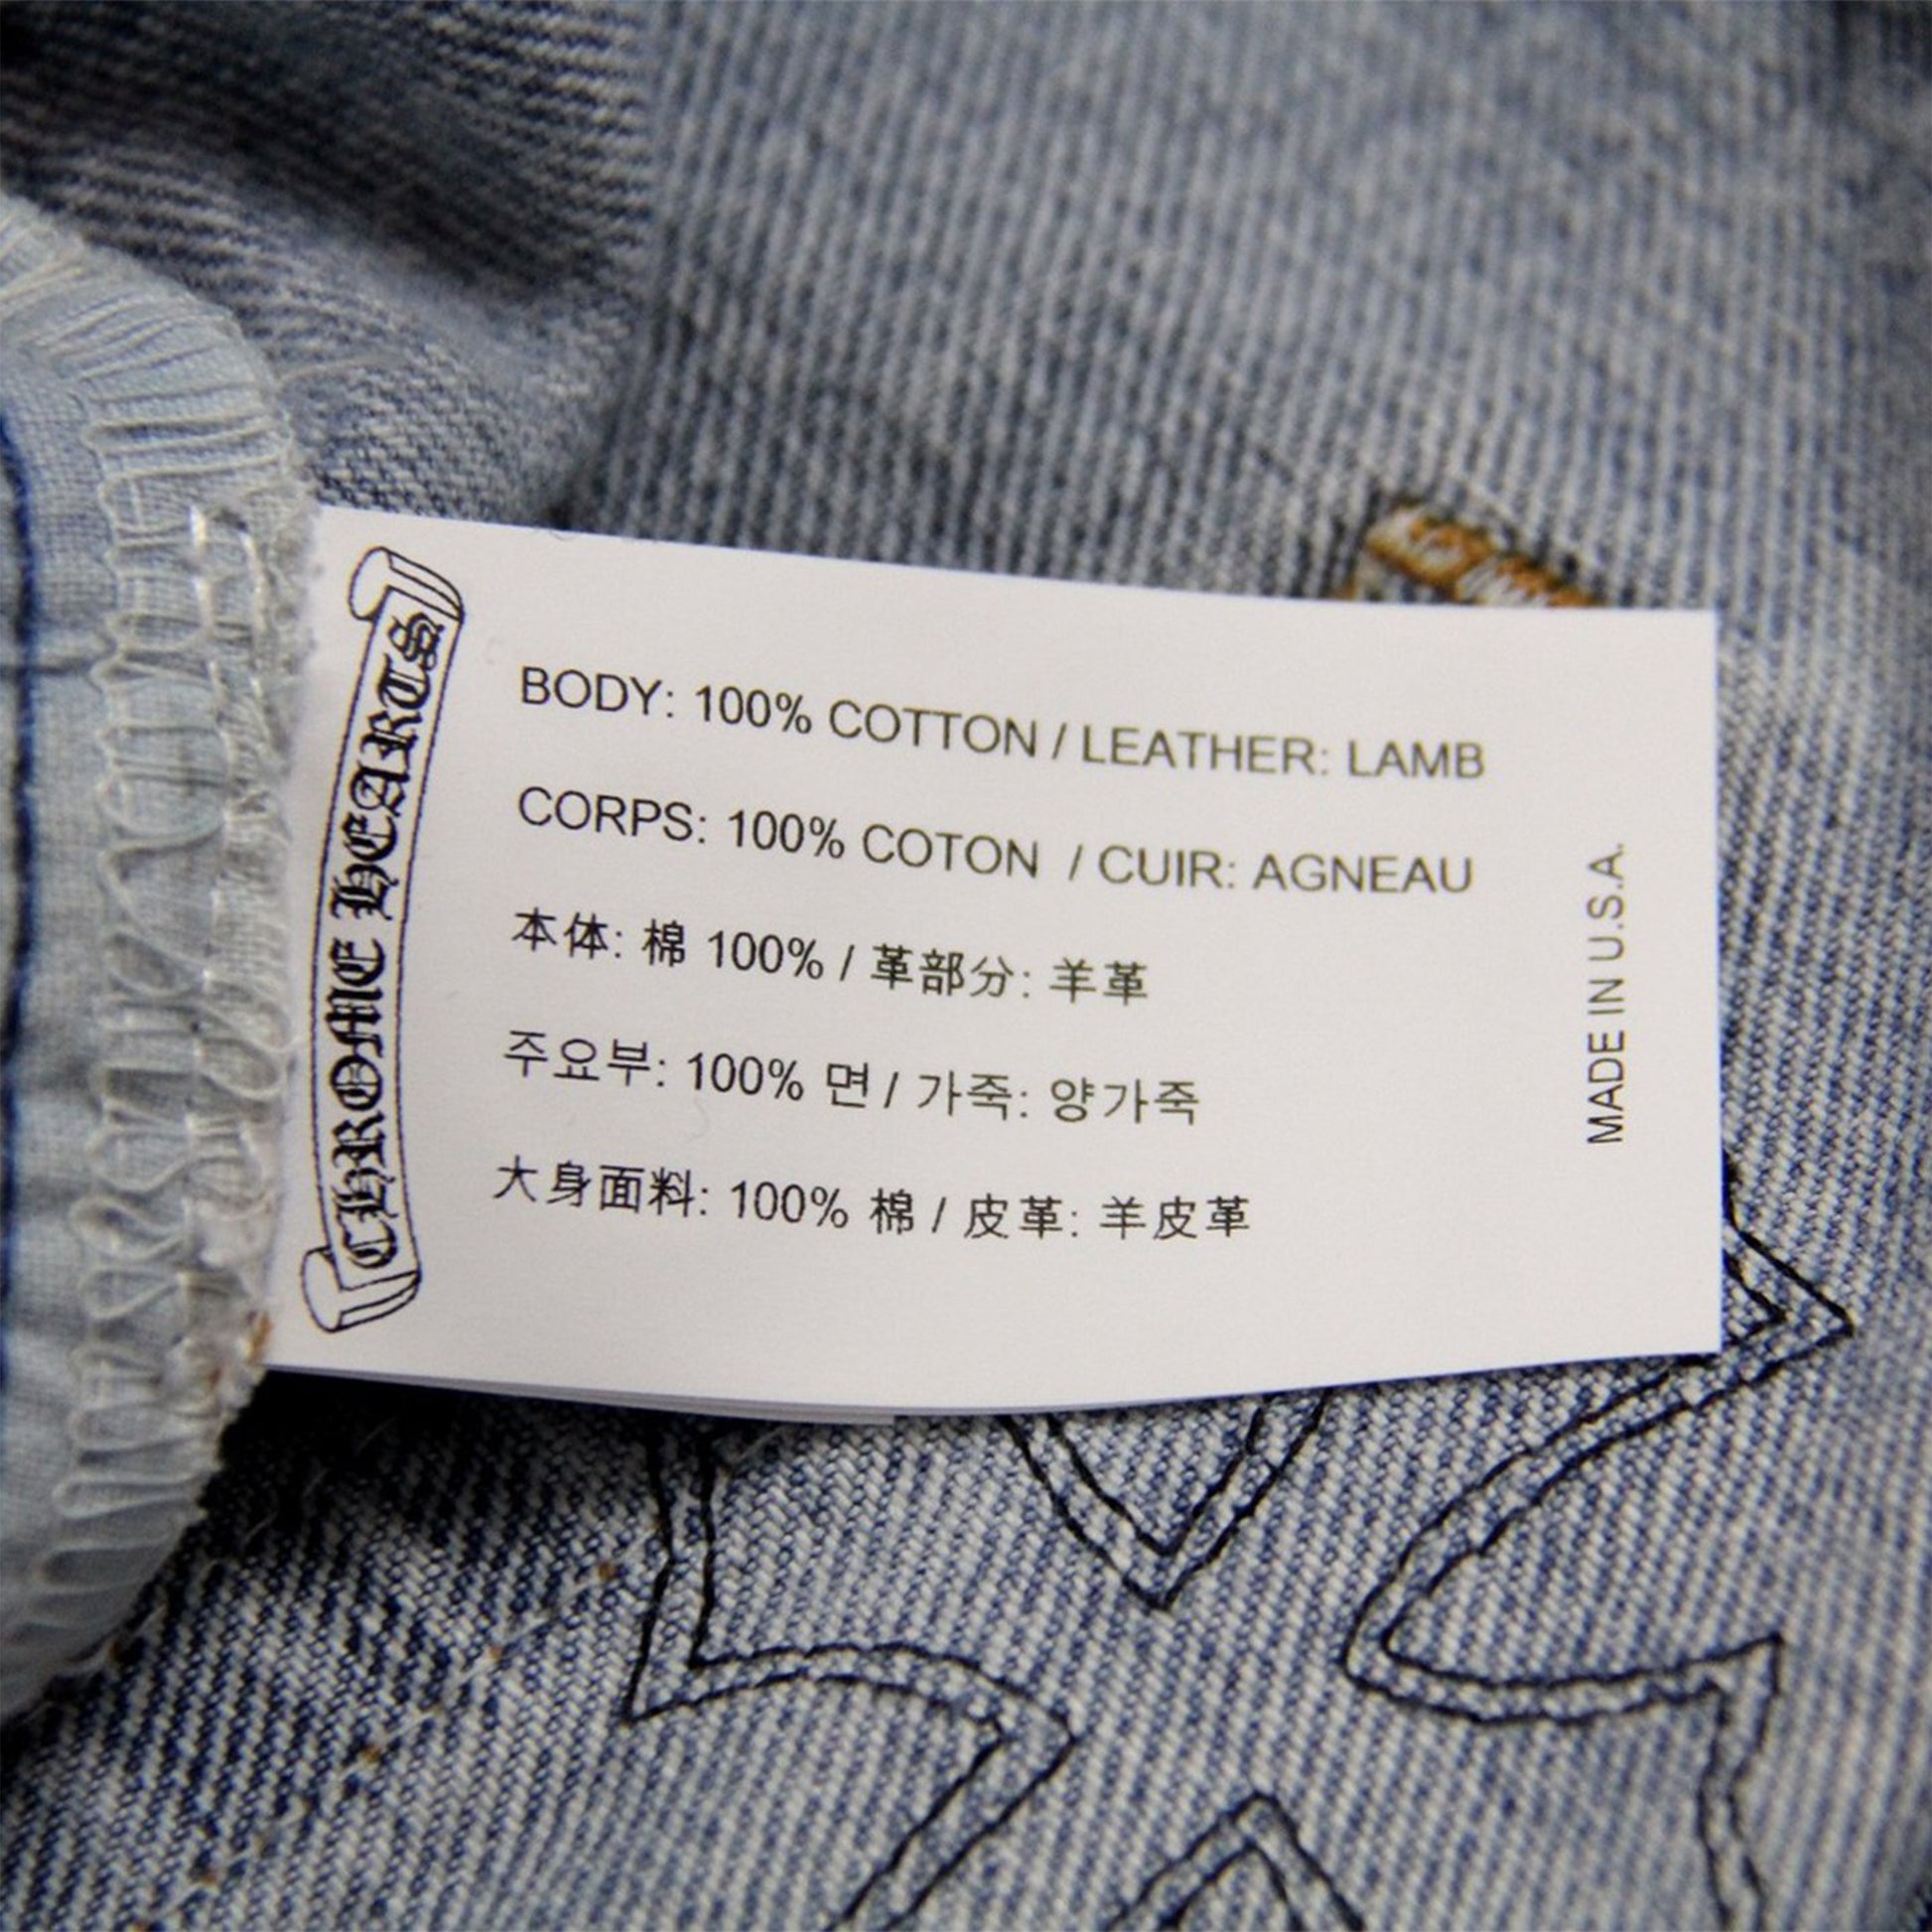 CHROME HEARTS
BODY: 100% COTTON / LEATHER: LAMB
CORPS: 100% COTON / CUIR: AGNEAU
本体: 棉 100% / 革部分: 羊革
주요부: 100% 면 / 가죽: 양가죽
大身面料: 100% 棉 / 皮革: 羊皮革
MADE IN U.S.A.